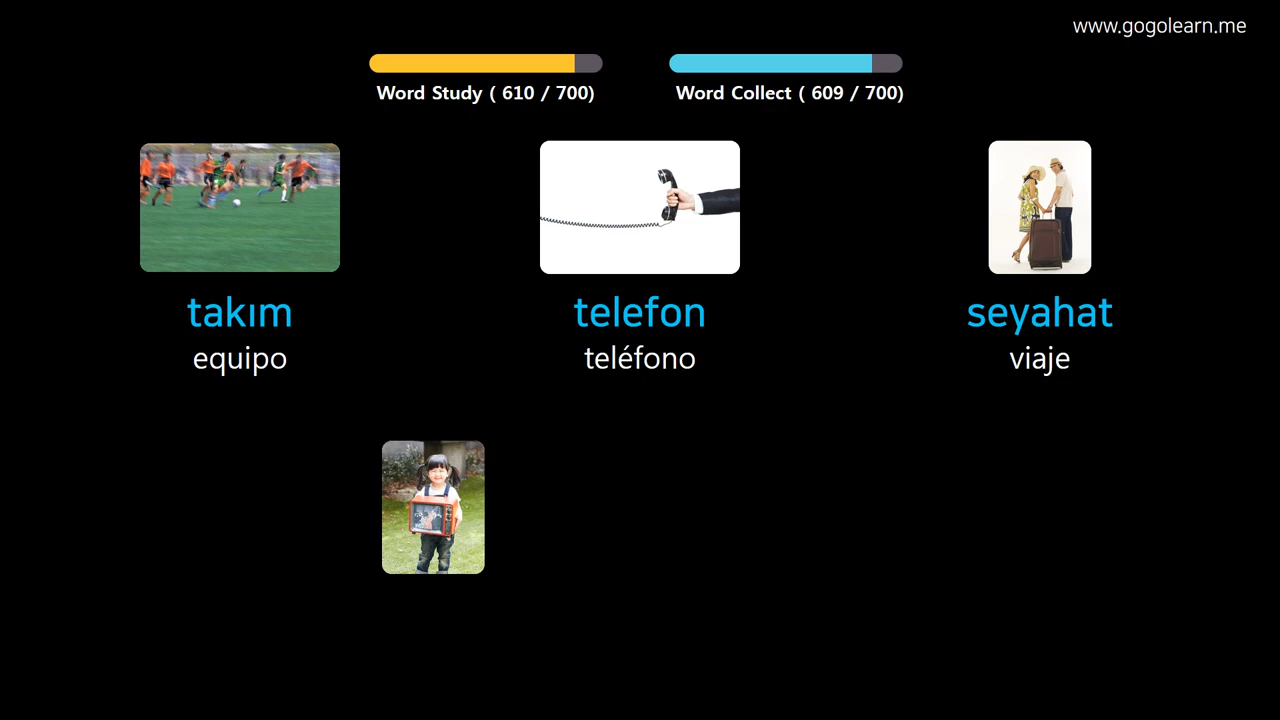 www.gogolearn.me
Word Study ( 610 / 700)
Word Collect ( 609 / 700)
takım
telefon
seyahat
equipo
teléfono
viaje